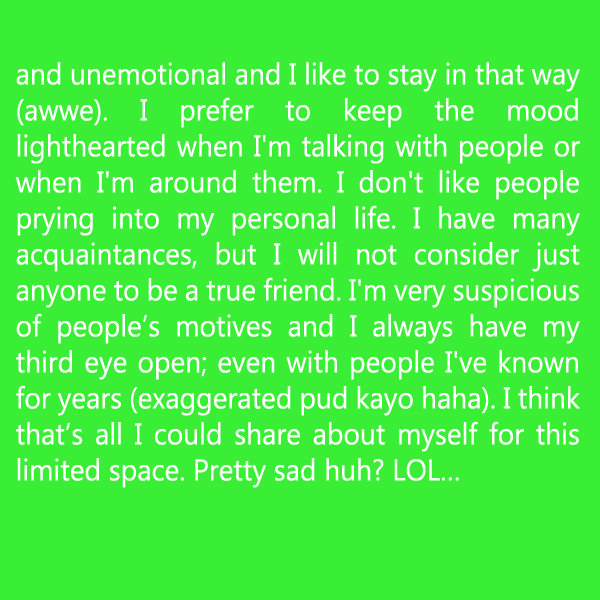 and unemotional and I like to stay in that way
(awwe). I prefer to keep the mood
lighthearted when I'm talking with people or
when I'm around them. I don't like people
prying into my personal life. I have many
acquaintances, but I will not consider just
anyone to be a true friend. I'm very suspicious
of people’s motives and I always have my
third eye open; even with people I've known
for years (exaggerated pud kayo haha). I think
that’s all I could share about myself for this
limited space. Pretty sad huh? LOL...